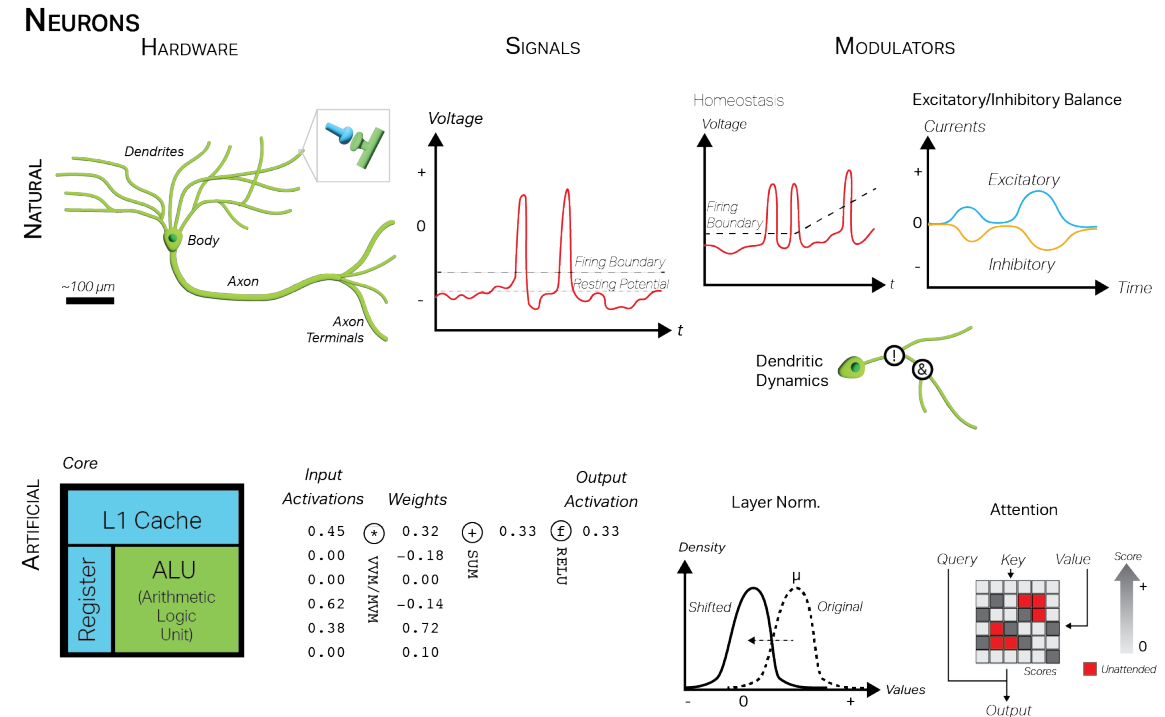 NEURONS
HARDWARE
SIGNALS
MODULATORS
NATURAL
Dendrites
Body
Axon
~100 µm
Axon
Terminals
Voltage
+
0
-
Firing Boundary
Resting Potential
t
Homeostasis
Voltage
+
Firing
Boundary
-
t
Excitatory/Inhibitory Balance
Currents
+
Excitatory
0
Inhibitory
-
Time
Dendritic
Dynamics
!
&
ARTIFICIAL
Core
L1 Cache
Register
ALU
(Arithmetic
Logic
Unit)
Input
Activations
Weights
Output
Activation
0.45 * 0.32 + 0.33 f 0.33
0.00 -0.18
0.00 0.00
0.62 -0.14
0.38 0.72
0.00 0.10
VVM/MVM
SUM
RELU
Layer Norm.
Density
µ
Shifted
Original
Values
- 0 +
Attention
Query
Key
Value
Score
+
0
Scores
Unattended
Output